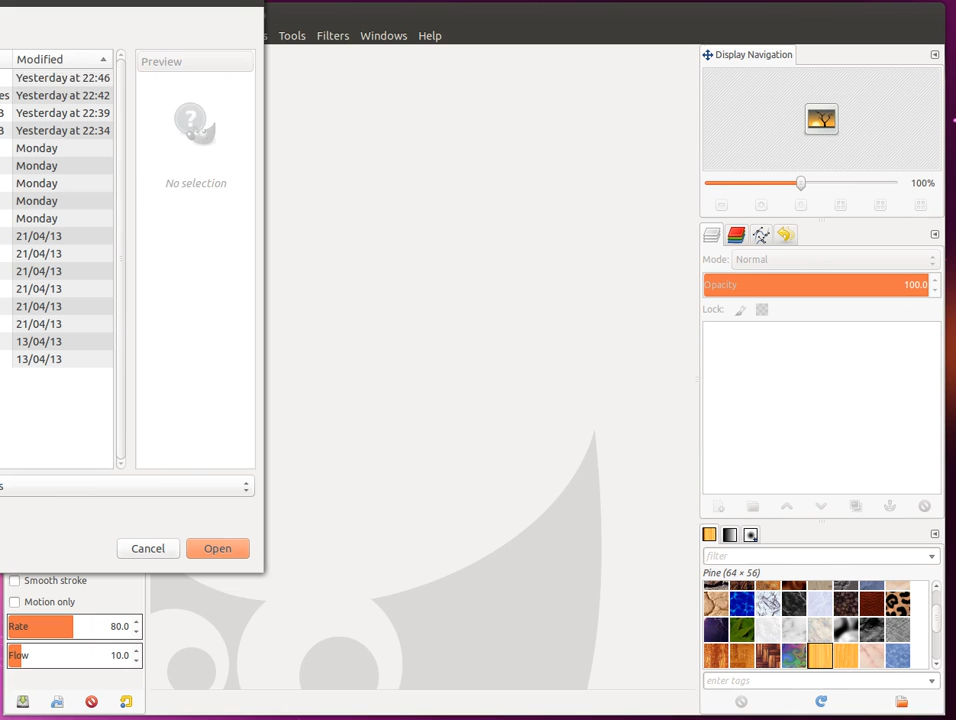 s
Tools
Filters
Windows
Help
Modified
Yesterday at 22:46
es Yesterday at 22:42
B Yesterday at 22:39
B Yesterday at 22:34
Monday
Monday
Monday
Monday
Monday
21/04/13
21/04/13
21/04/13
21/04/13
21/04/13
21/04/13
13/04/13
13/04/13
Preview
No selection
s
Cancel
Open
Smooth stroke
Motion only
Rate 80.0
Flow 10.0
Display Navigation
100%
Mode: Normal
Opacity 100.0
Lock:
filter
Pine (64 × 56)
enter tags